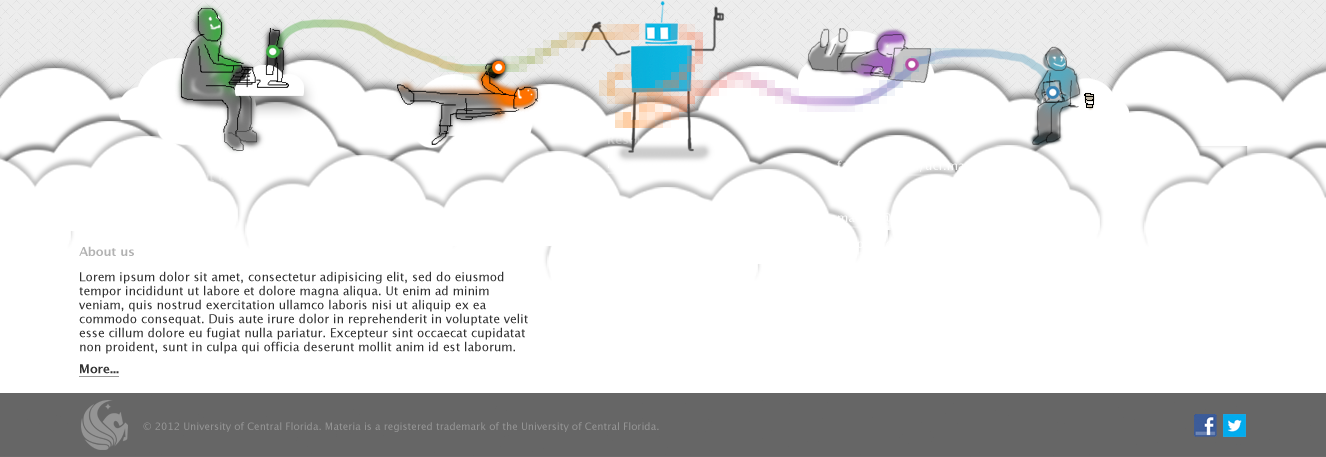 About us
Lorem ipsum dolor sit amet, consectetur adipisicing elit, sed do eiusmod
tempor incididunt ut labore et dolore magna aliqua. Ut enim ad minim
veniam, quis nostrud exercitation ullamco laboris nisi ut aliquip ex ea
commodo consequat. Duis aute irure dolor in reprehenderit in voluptate velit
esse cillum dolore eu fugiat nulla pariatur. Excepteur sint occaecat cupidatat
non proident, sunt in culpa qui officia deserunt mollit anim id est laborum.
More...
© 2012 University of Central Florida. Materia is a registered trademark of the University of Central Florida.